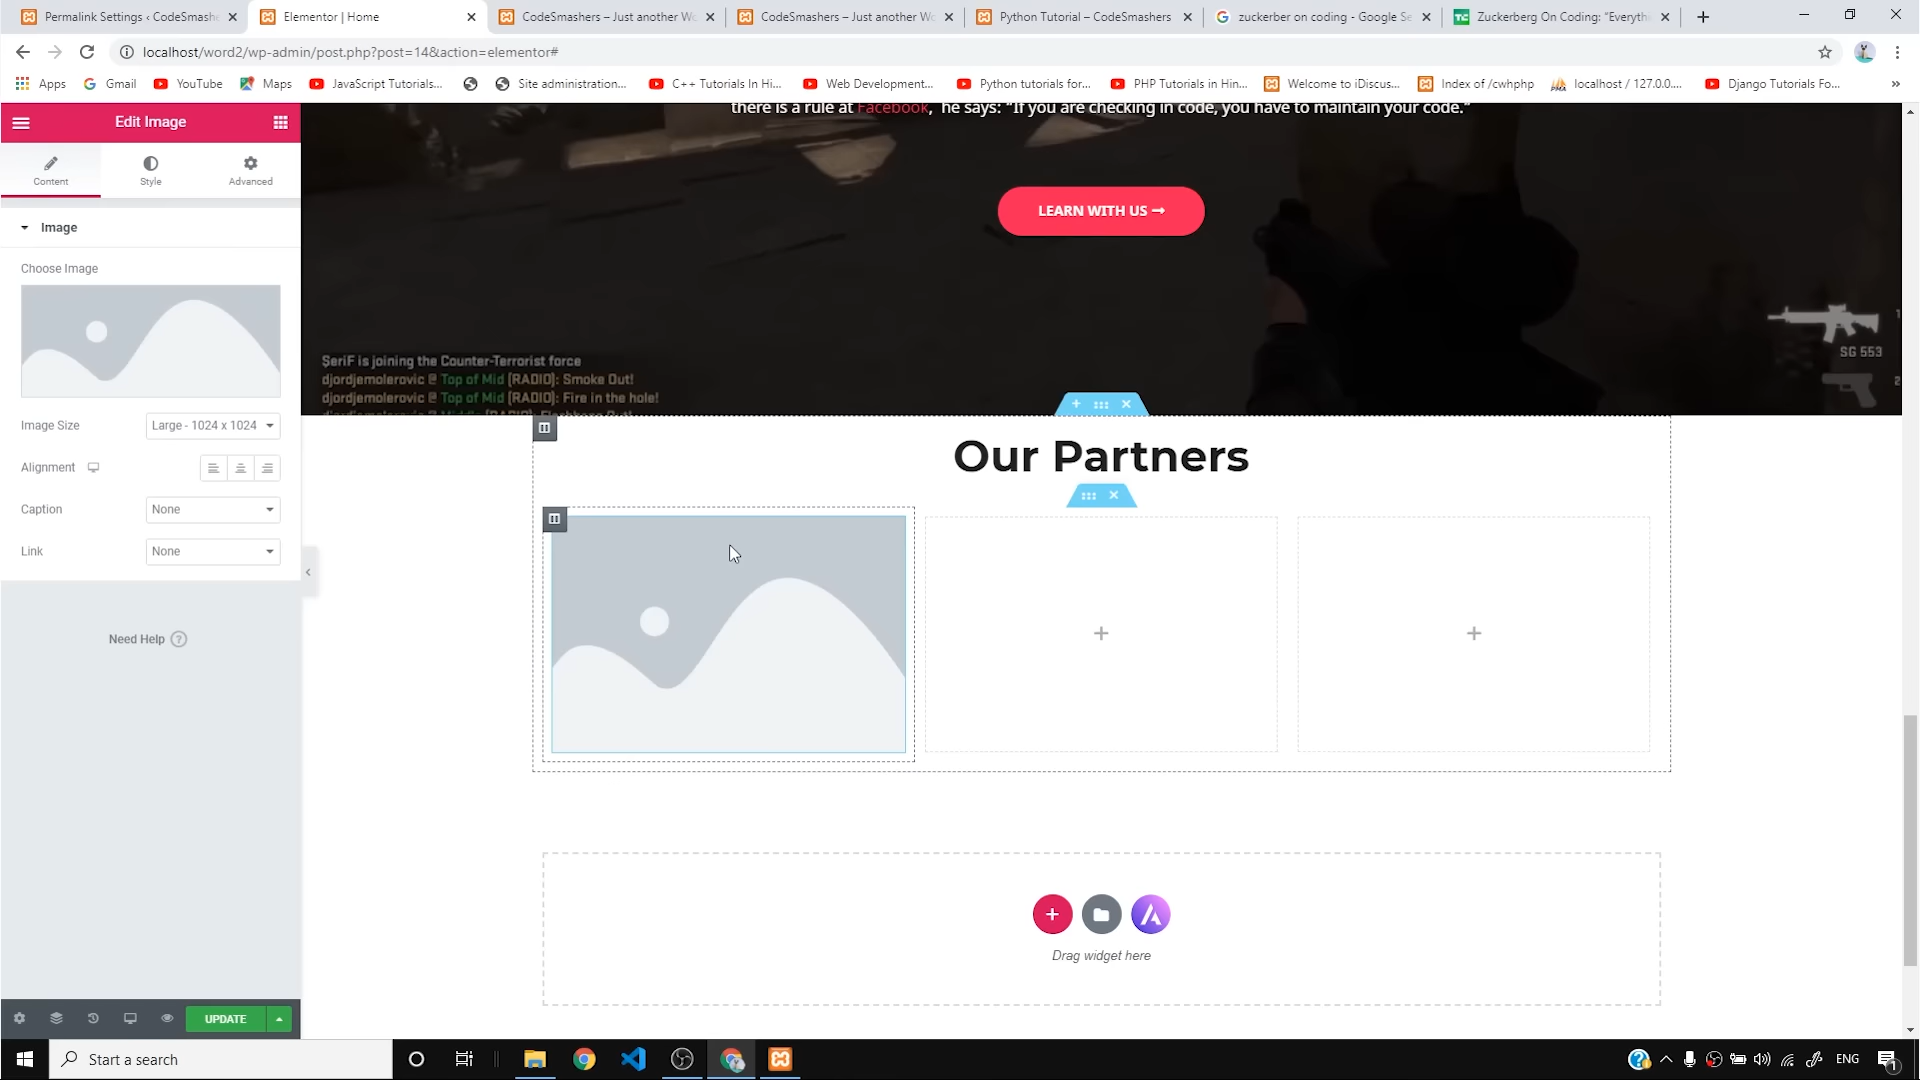 Permalink Settings ‹ CodeSmashe
Elementor | Home
CodeSmashers – Just another Wo
CodeSmashers – Just another Wo
Python Tutorial – CodeSmashers
zuckerber on coding - Google Se
Zuckerberg On Coding: "Everyth
localhost/word2/wp-admin/post.php?post=14&action=elementor#
Apps
Gmail
YouTube
Maps
JavaScript Tutorials...
Site administration...
C++ Tutorials In Hi...
Web Development...
Python tutorials for...
PHP Tutorials in Hin...
Welcome to iDiscus...
Index of /cwhphp
localhost / 127.0.0....
Django Tutorials Fo...
»
Edit Image
Content
Style
Advanced
Image
Choose Image
Image Size
Large - 1024 x 1024
Alignment
Caption
None
Link
None
Need Help ?
UPDATE
there is a rule at Facebook, he says: "If you are checking in code, you have to maintain your code."
LEARN WITH US →
SG 553
SeriF is joining the Counter-Terrorist force
djordjemolerovic @ Top of Mid (RADIO): Smoke Out!
djordjemolerovic @ Top of Mid (RADIO): Fire in the hole!
Our Partners
Drag widget here
Start a search
ENG
1